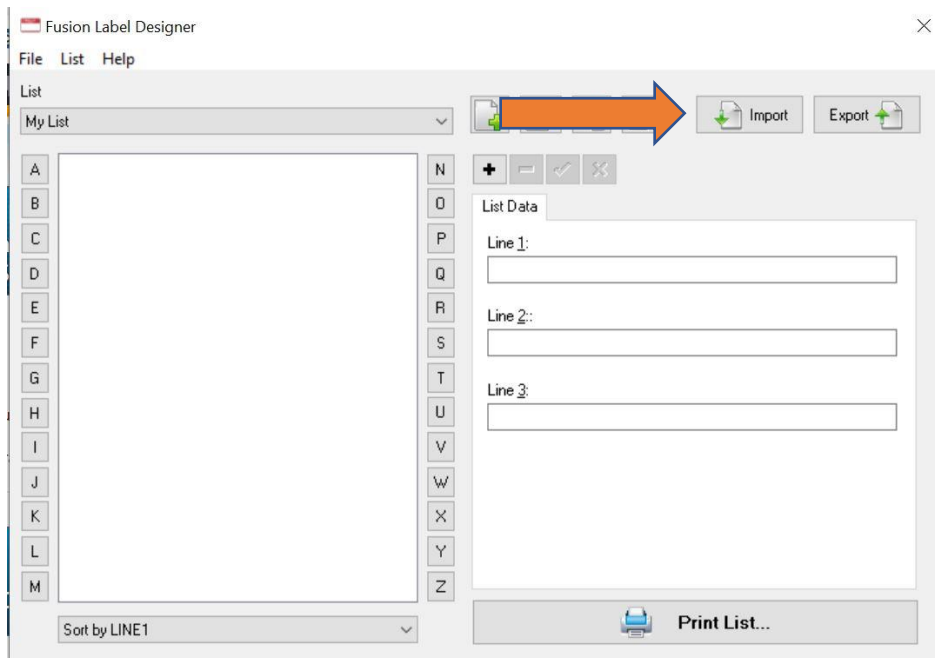 Fusion Label Designer
File List Help
List
My List
Import
Export
A
B
C
D
E
F
G
H
I
J
K
L
M
N
O
P
Q
R
S
T
U
V
W
X
Y
Z
List Data
Line 1:
Line 2::
Line 3:
Sort by LINE1
Print List...